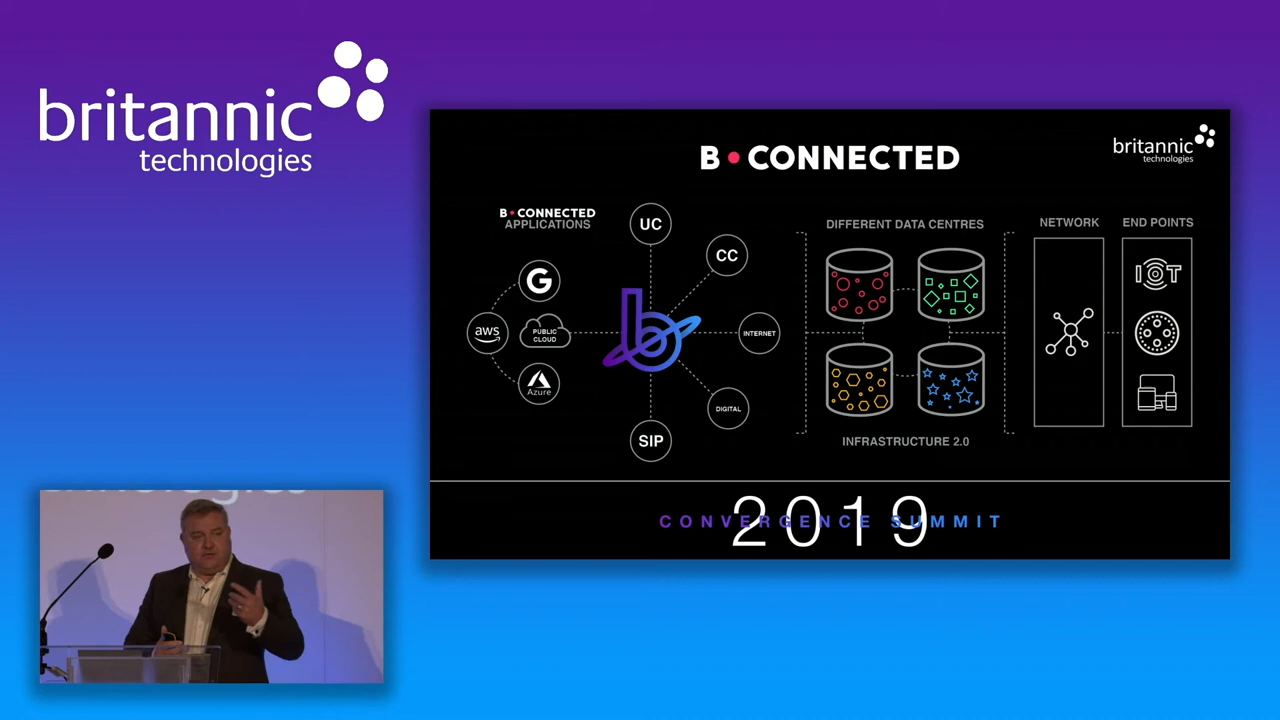 britannic
technologies
B • CONNECTED
britannic
technologies
B • CONNECTED
APPLICATIONS
UC
CC
INTERNET
DIGITAL
SIP
G
aws
PUBLIC
CLOUD
Azure
DIFFERENT DATA CENTRES
INFRASTRUCTURE 2.0
NETWORK
END POINTS
IOT
CONVERGENCE SUMMIT
2019
technologies